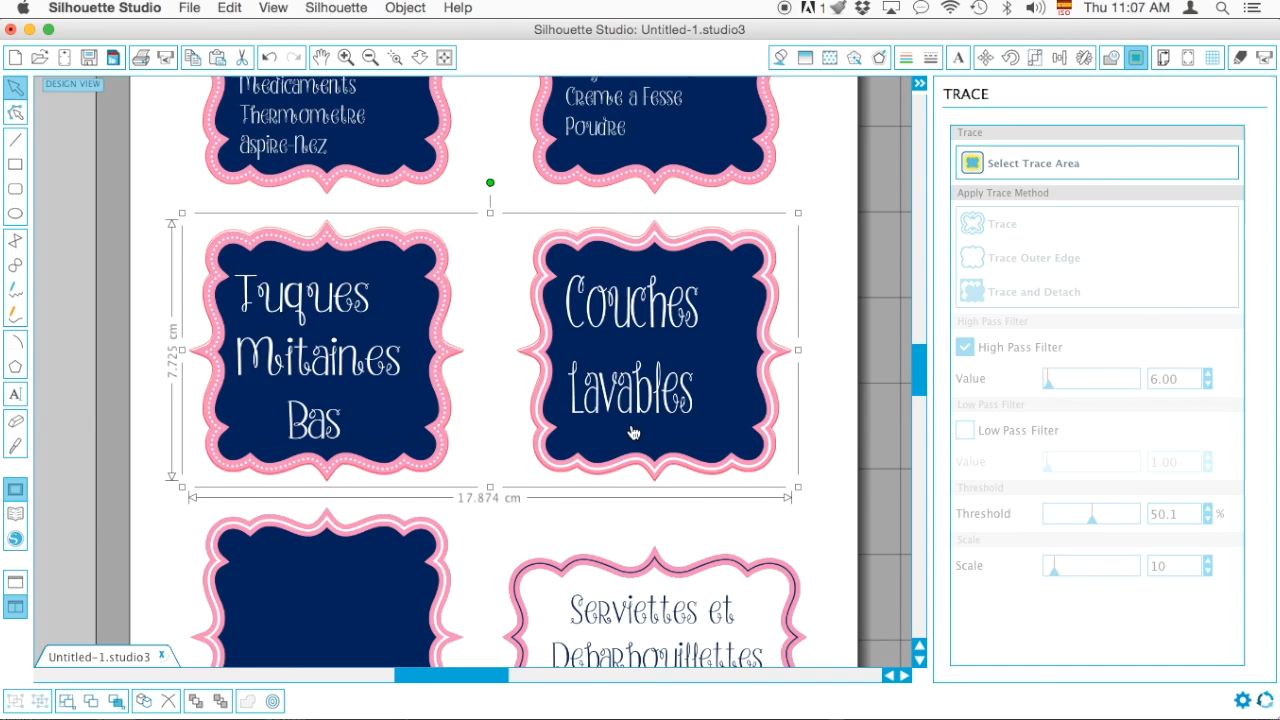 Silhouette Studio File Edit View Silhouette Object Help 1 Thu 11:07 AM
Silhouette Studio: Untitled-1.studio3
DESIGN VIEW
TRACE
Trace
Select Trace Area
Apply Trace Method
Trace
Trace Outer Edge
Trace and Detach
High Pass Filter
High Pass Filter
Value 6.00
Low Pass Filter
Low Pass Filter
Value 1.00
Threshold
Threshold 50.1 %
Scale
Scale 10
Medicaments
Thermometre
Aspire-Nez
Creme a Fesse
Poudre
7.725 cm
Tuques
Mitaines
Bas
Couches
Lavables
17.874 cm
Serviettes et
Debarbouillettes
Untitled-1.studio3 x